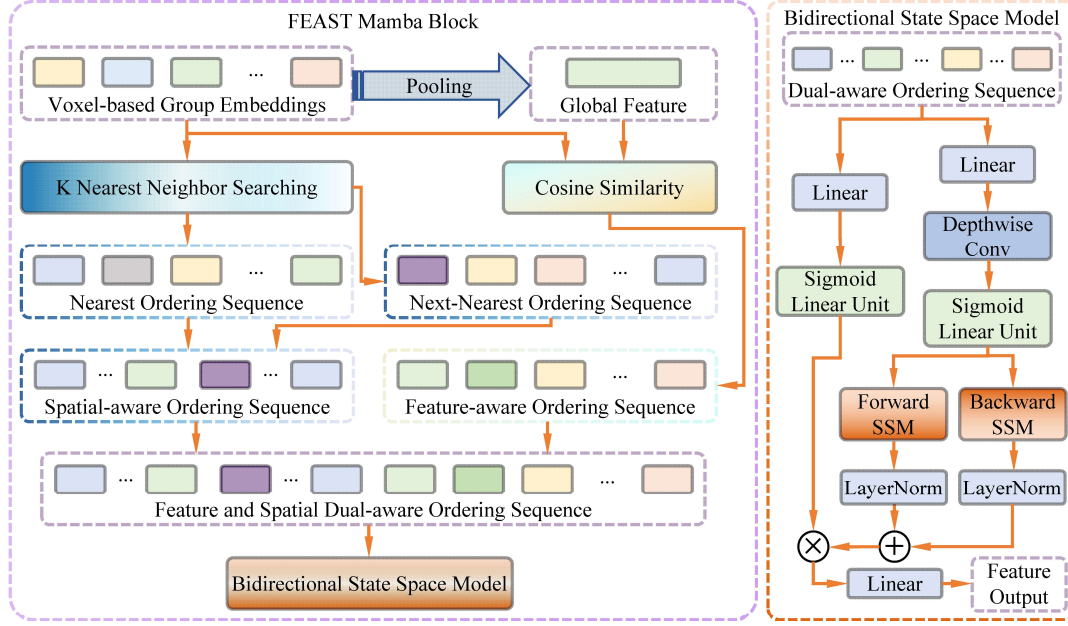 FEAST Mamba Block
...
Voxel-based Group Embeddings
Pooling
Global Feature
K Nearest Neighbor Searching
Cosine Similarity
...
Nearest Ordering Sequence
...
Next-Nearest Ordering Sequence
... ...
Spatial-aware Ordering Sequence
...
Feature-aware Ordering Sequence
... ... ...
Feature and Spatial Dual-aware Ordering Sequence
Bidirectional State Space Model
Bidirectional State Space Model
... ... ...
Dual-aware Ordering Sequence
Linear
Linear
Depthwise
Conv
Sigmoid
Linear Unit
Sigmoid
Linear Unit
Forward
SSM
Backward
SSM
LayerNorm
LayerNorm
Linear
Feature
Output